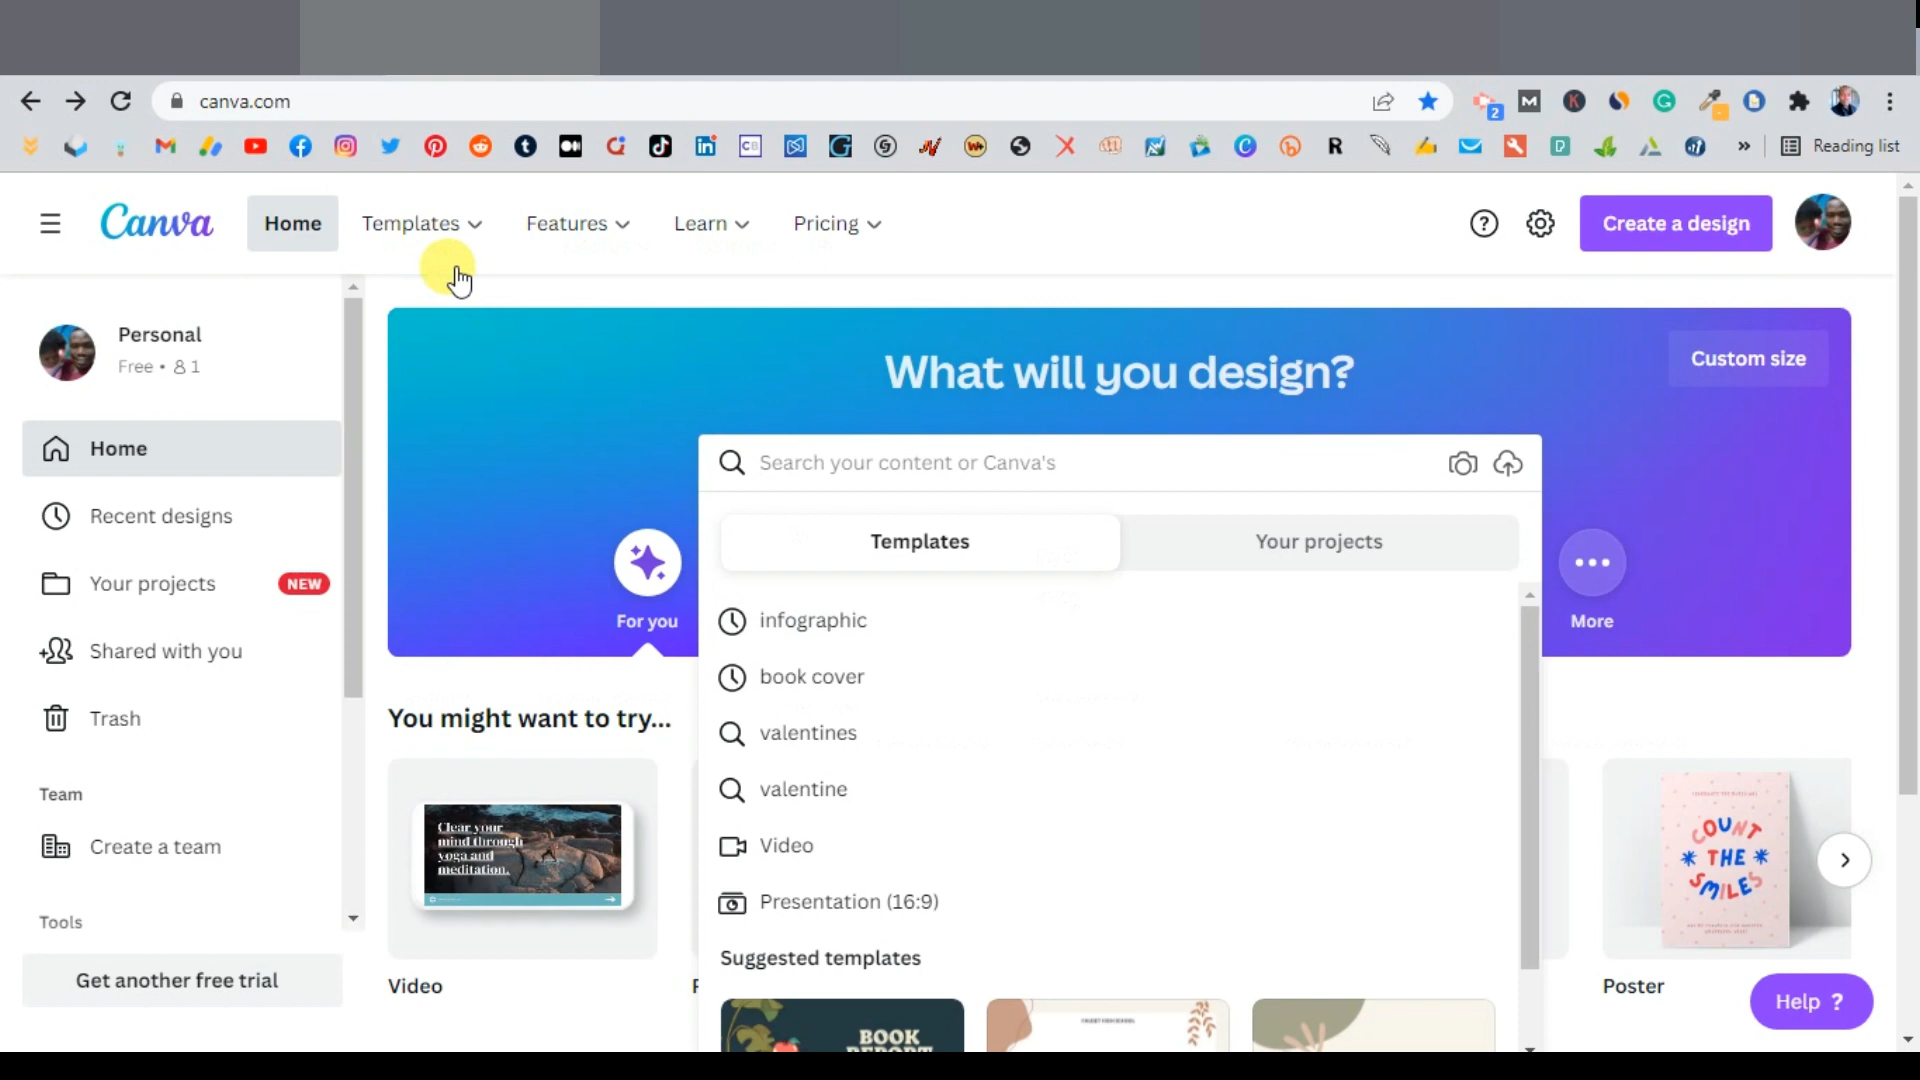 canva.com
2
CB
R
Reading list
Canva
Home
Templates
Features
Learn
Pricing
Create a design
Personal
Free • 1
Home
Recent designs
Your projects
NEW
Shared with you
Trash
Team
Create a team
Tools
Get another free trial
What will you design?
Custom size
Search your content or Canva's
Templates
Your projects
For you
More
infographic
book cover
valentines
valentine
Video
Presentation (16:9)
Suggested templates
BOOK
REPORT
You might want to try...
Clear your
mind through
yoga and
meditation.
Video
COUNT
THE
SMILES
Poster
Help ?